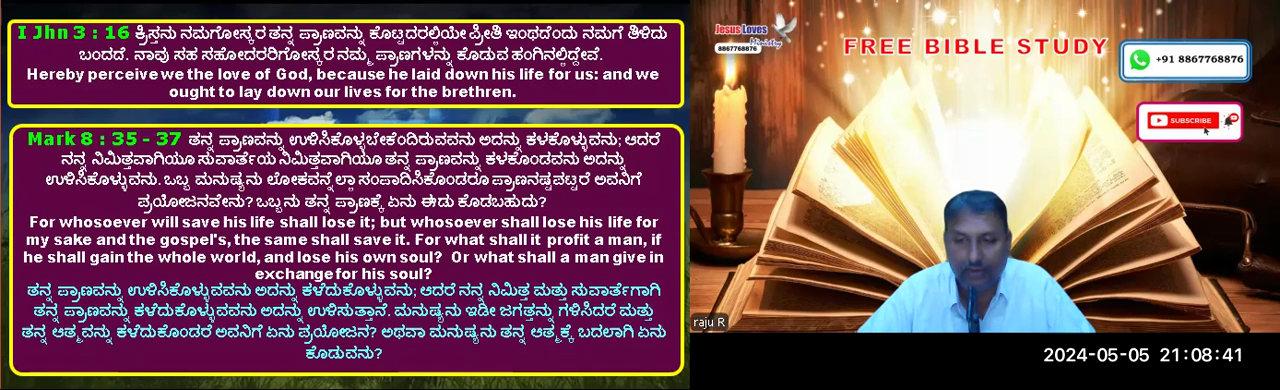 I Jhn 3 : 16 ಕ್ರಿಸ್ತನು ನಮಗೋಸ್ಕರ ತನ್ನ ಪ್ರಾಣವನ್ನು ಕೊಟ್ಟದರಲ್ಲಿಯೇ ಪ್ರೀತಿ ಇಂಥದೆಂದು ನಮಗೆ ತಿಳಿದು
ಬಂದದೆ. ನಾವು ಸಹ ಸಹೋದರರಿಗೋಸ್ಕರ ನಮ್ಮ ಪ್ರಾಣಗಳನ್ನು ಕೊಡುವ ಹಂಗಿನಲ್ಲಿದ್ದೇವೆ.
Hereby perceive we the love of God, because he laid down his life for us: and we
ought to lay down our lives for the brethren.
Mark 8 : 35 - 37 ತನ್ನ ಪ್ರಾಣವನ್ನು ಉಳಿಸಿಕೊಳ್ಳಬೇಕೆಂದಿರುವವನು ಅದನ್ನು ಕಳಕೊಳ್ಳುವನು; ಆದರೆ
ನನ್ನ ನಿಮಿತ್ತವಾಗಿಯೂ ಸುವಾರ್ತೆಯ ನಿಮಿತ್ತವಾಗಿಯೂ ತನ್ನ ಪ್ರಾಣವನ್ನು ಕಳಕೊಂಡವನು ಅದನ್ನು
ಉಳಿಸಿಕೊಳ್ಳುವನು. ಒಬ್ಬ ಮನುಷ್ಯನು ಲೋಕವನ್ನೆಲ್ಲಾ ಸಂಪಾದಿಸಿಕೊಂಡರೂ ಪ್ರಾಣನಷ್ಟಪಟ್ಟರೆ ಅವನಿಗೆ
ಪ್ರಯೋಜನವೇನು? ಒಬ್ಬನು ತನ್ನ ಪ್ರಾಣಕ್ಕೆ ಏನು ಈಡು ಕೊಡಬಹುದು?
For whosoever will save his life shall lose it; but whosoever shall lose his life for
my sake and the gospel's, the same shall save it. For what shall it profit a man, if
he shall gain the whole world, and lose his own soul? Or what shall a man give in
exchange for his soul?
ತನ್ನ ಪ್ರಾಣವನ್ನು ಉಳಿಸಿಕೊಳ್ಳುವವನು ಅದನ್ನು ಕಳೆದುಕೊಳ್ಳುವನು; ಆದರೆ ನನ್ನ ನಿಮಿತ್ತ ಮತ್ತು ಸುವಾರ್ತೆಗಾಗಿ
ತನ್ನ ಪ್ರಾಣವನ್ನು ಕಳೆದುಕೊಳ್ಳುವವನು ಅದನ್ನು ಉಳಿಸುತ್ತಾನೆ. ಮನುಷ್ಯನು ಇಡೀ ಜಗತ್ತನ್ನು ಗಳಿಸಿದರೆ ಮತ್ತು
ತನ್ನ ಆತ್ಮವನ್ನು ಕಳೆದುಕೊಂಡರೆ ಅವನಿಗೆ ಏನು ಪ್ರಯೋಜನ? ಅಥವಾ ಮನುಷ್ಯನು ತನ್ನ ಆತ್ಮಕ್ಕೆ ಬದಲಾಗಿ ಏನು
ಕೊಡುವನು?
Jesus Loves
Ministry
8867768876
FREE BIBLE STUDY
+91 8867768876
SUBSCRIBE
raju R
2024-05-05 21:08:41